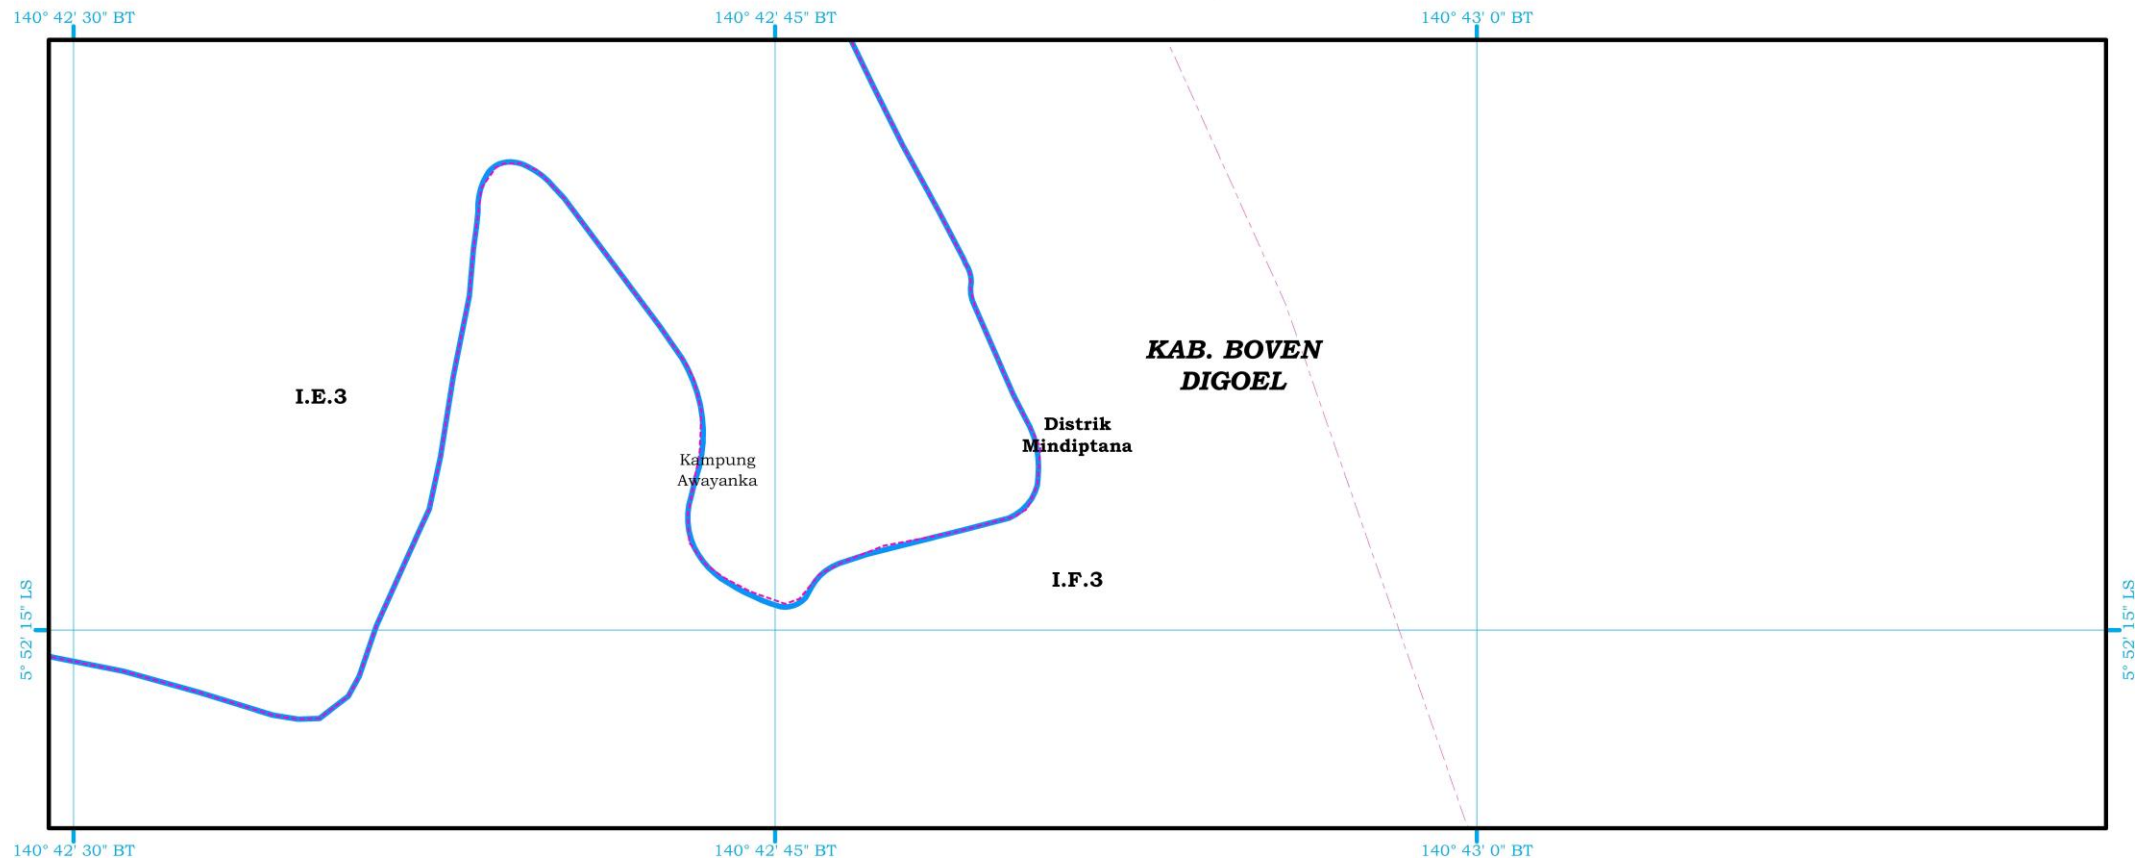 140° 42' 30" BT
140° 42' 45" BT
140° 43' 0" BT
KAB. BOVEN
DIGOEL
I.E.3
Distrik
Mindiptana
Kampung
Awayanka
I.F.3
5° 52' 15" LS
5° 52' 15" LS
140° 42' 30" BT
140° 42' 45" BT
140° 43' 0" BT